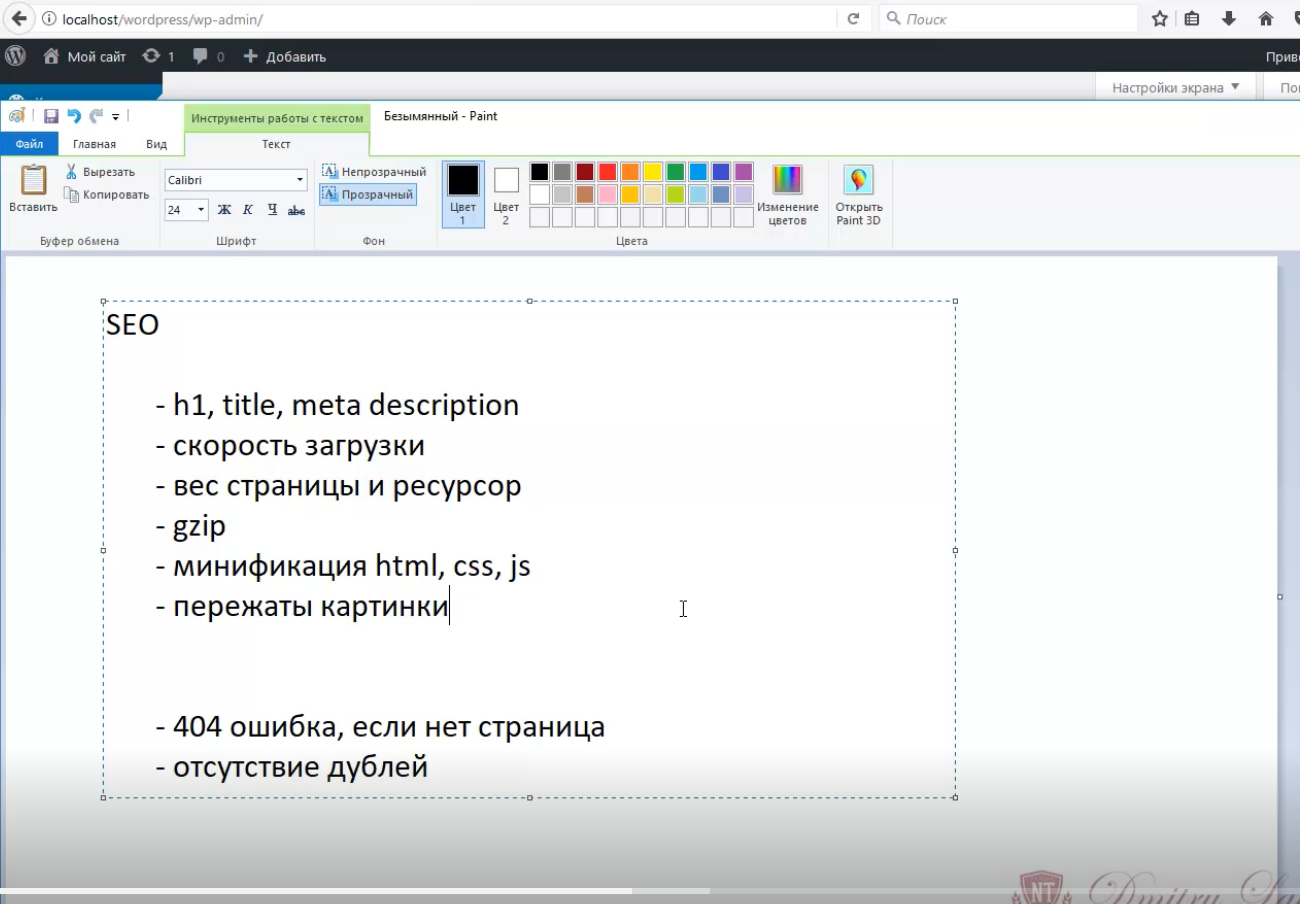 localhost/wordpress/wp-admin/
Поиск
Мой сайт 1 0 Добавить
Настройки экрана
Инструменты работы с текстом Безымянный - Paint
Файл Главная Вид Текст
Вставить
Вырезать
Копировать
Буфер обмена
Calibri
24 Ж К Ч abc
Шрифт
Непрозрачный
Прозрачный
Фон
Цвет
1
Цвет
2
Изменение
цветов
Цвета
Открыть
Paint 3D
SEO
- h1, title, meta description
- скорость загрузки
- вес страницы и ресурсор
- gzip
- минификация html, css, js
- пережаты картинки
- 404 ошибка, если нет страница
- отсутствие дублей
NT Dmitry